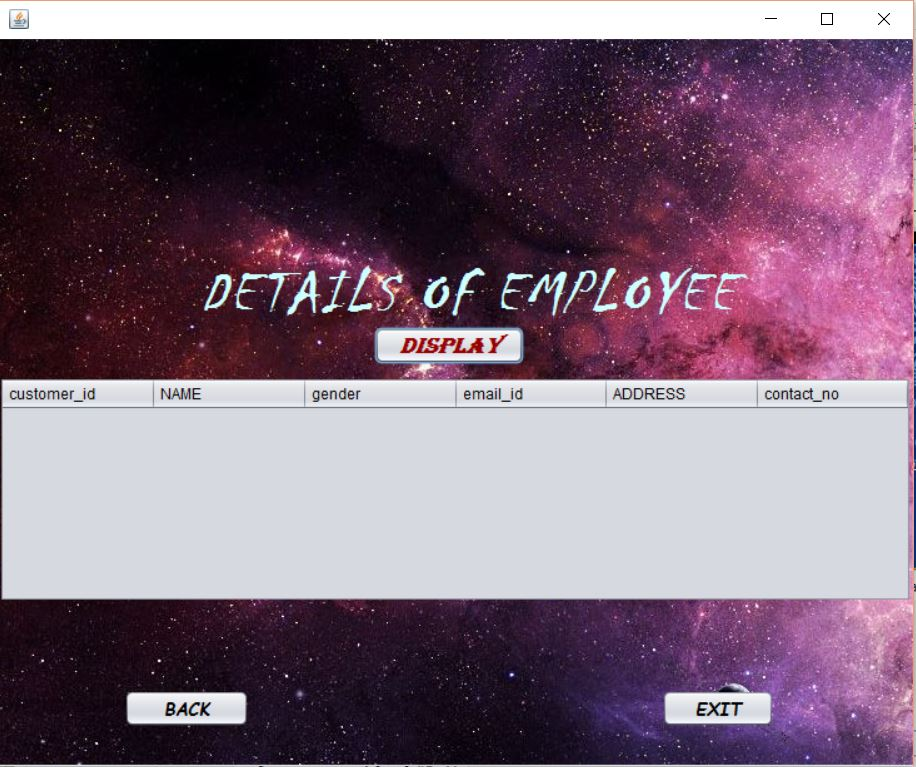 DETAILS OF EMPLOYEE
DISPLAY
customer_id NAME gender email_id ADDRESS contact_no
BACK EXIT